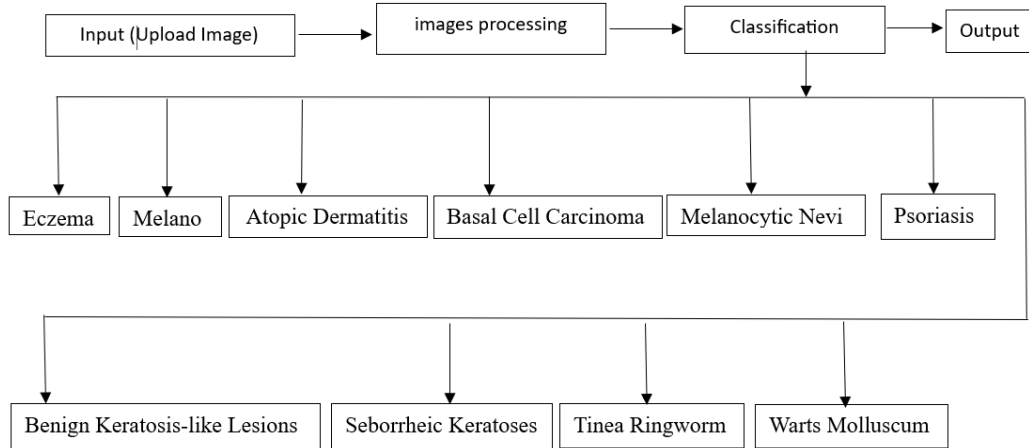 Input (Upload Image)
images processing
Classification
Output
Eczema
Melano
Atopic Dermatitis
Basal Cell Carcinoma
Melanocytic Nevi
Psoriasis
Benign Keratosis-like Lesions
Seborrheic Keratoses
Tinea Ringworm
Warts Molluscum